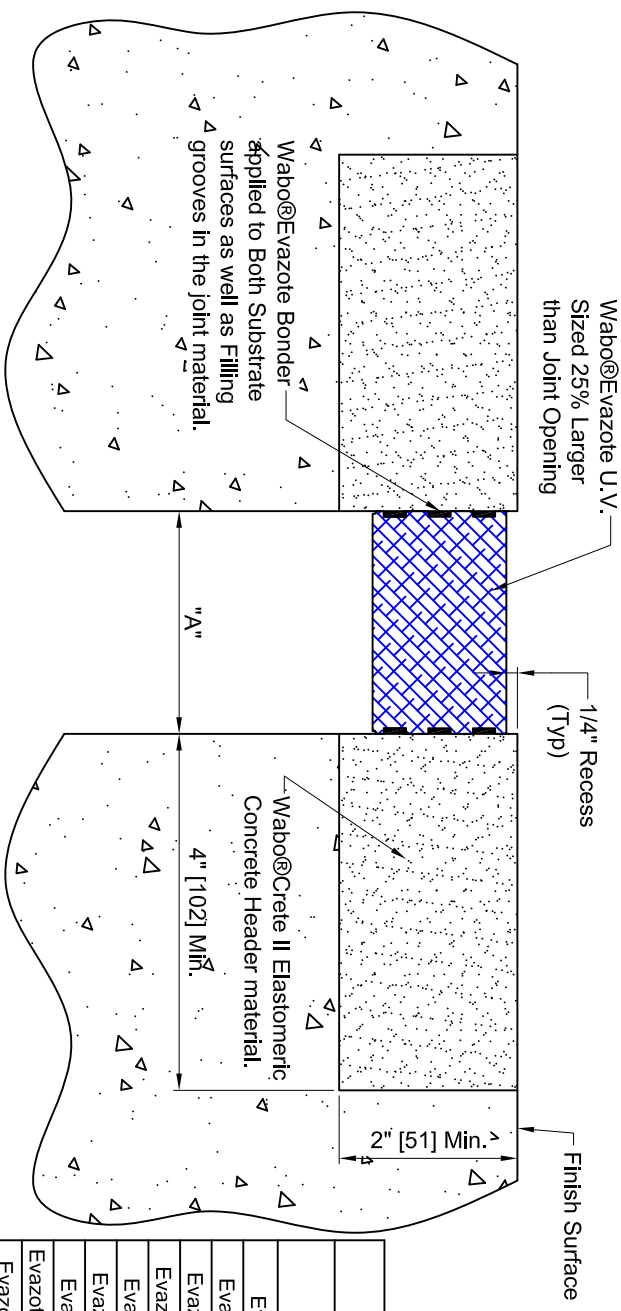 Wabo®Evazote U.V.
Sized 25% Larger
than Joint Opening
1/4" Recess
(Typ)
Finish Surface
Wabo®Evazote Bonder
applied to Both Substrate
surfaces as well as Filling
grooves in the joint material.
"A"
Wabo®Crete II Elastomeric
Concrete Header material.
4" [102] Min.
2" [51] Min.